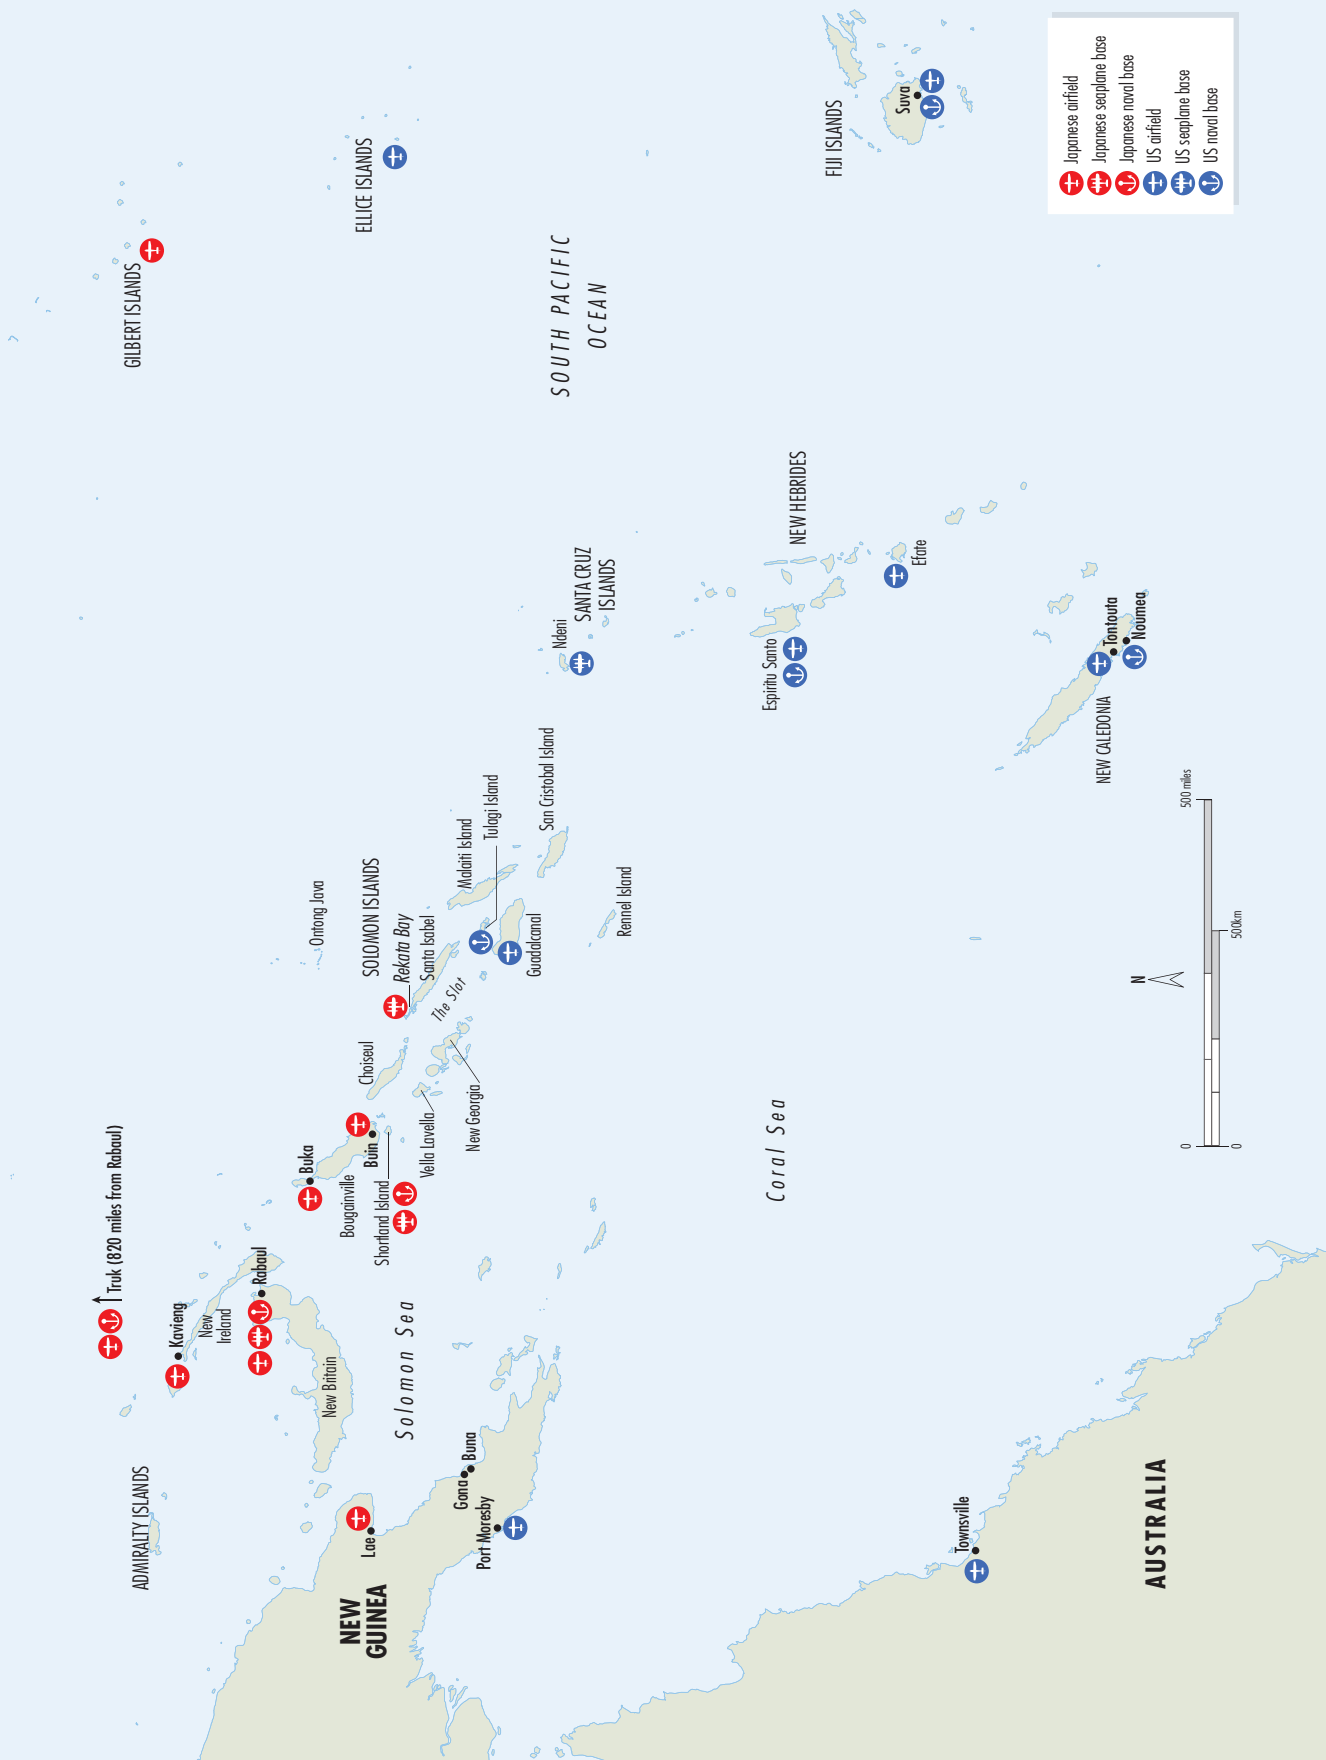 Truk (820 miles from Rabaul)
GILBERT ISLANDS
ADMIRALTY ISLANDS
Kavieng
New
Ireland
Rabaul
New Britain
Buka
Bougainville
Buin
Shortland Island
Ontong Java
SOLOMON ISLANDS
Choiseul
Rekata Bay
Santa Isabel
The Slot
Vella Lavella
New Georgia
Malaiti Island
Tulagi Island
San Cristobal Island
Guadalcanal
Rennel Island
ELLICE ISLANDS
SOUTH PACIFIC
OCEAN
Solomon Sea
NEW
GUINEA
Lae
Gona
Buna
Port Moresby
Ndeni
SANTA CRUZ
ISLANDS
Coral Sea
Espiritu Santo
NEW HEBRIDES
Efate
FIJI ISLANDS
Suva
Townsville
AUSTRALIA
NEW CALEDONIA
Tontouta
Noumea
N
0
500 miles
0
500km
Japanese airfield
Japanese seaplane base
Japanese naval base
US airfield
US seaplane base
US naval base